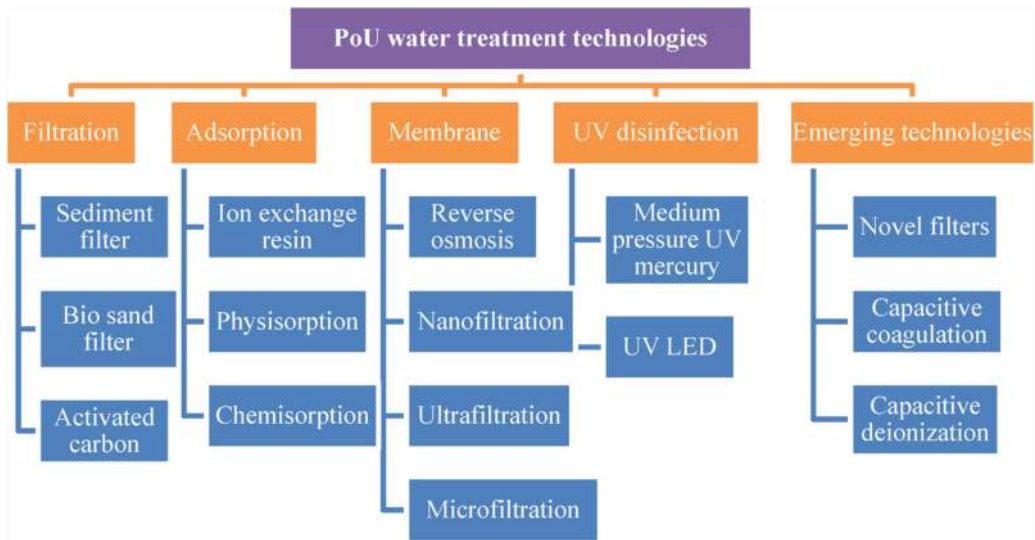 PoU water treatment technologies
Filtration
Adsorption
Membrane
UV disinfection
Emerging technologies
Sediment
filter
Bio sand
filter
Activated
carbon
Ion exchange
resin
Physisorption
Chemisorption
Reverse
osmosis
Nanofiltration
Ultrafiltration
Microfiltration
Medium
pressure UV
mercury
UV LED
Novel filters
Capacitive
coagulation
Capacitive
deionization